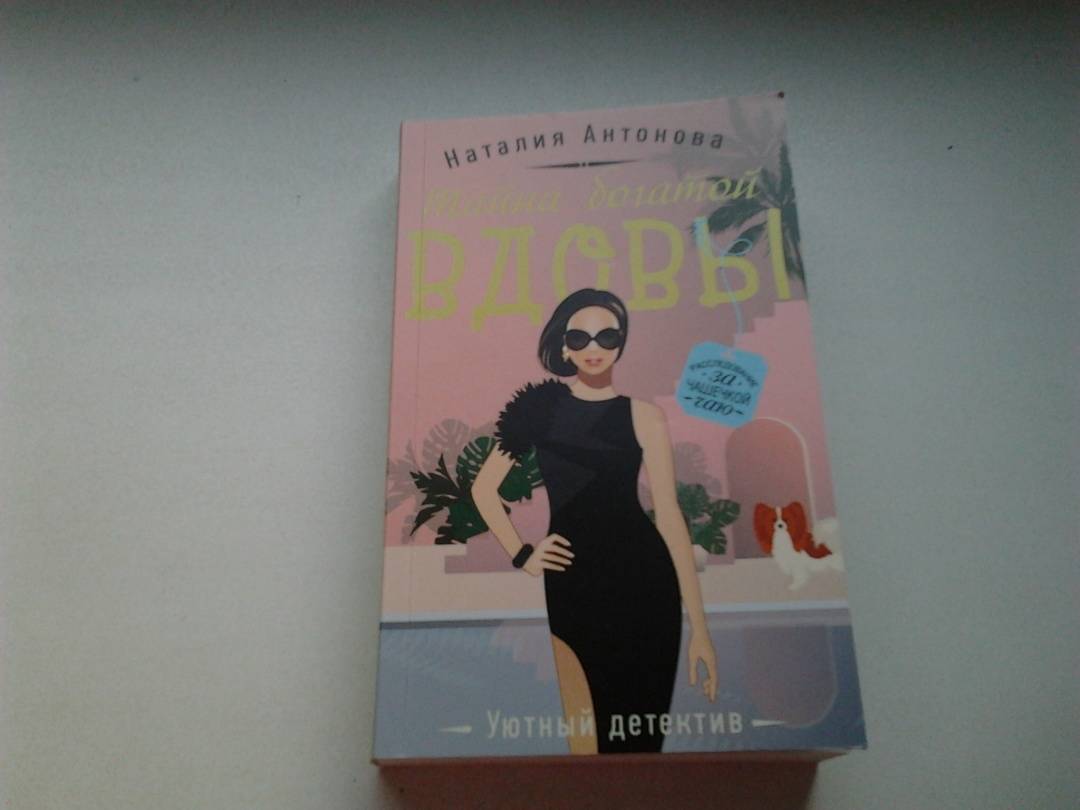 Наталия Антонова
Тайна богатой
ВДОВЫ
РАССЛЕДОВАНИЕ
·за·
ЧАШЕЧКОЙ
-чаю-
Уютный детектив